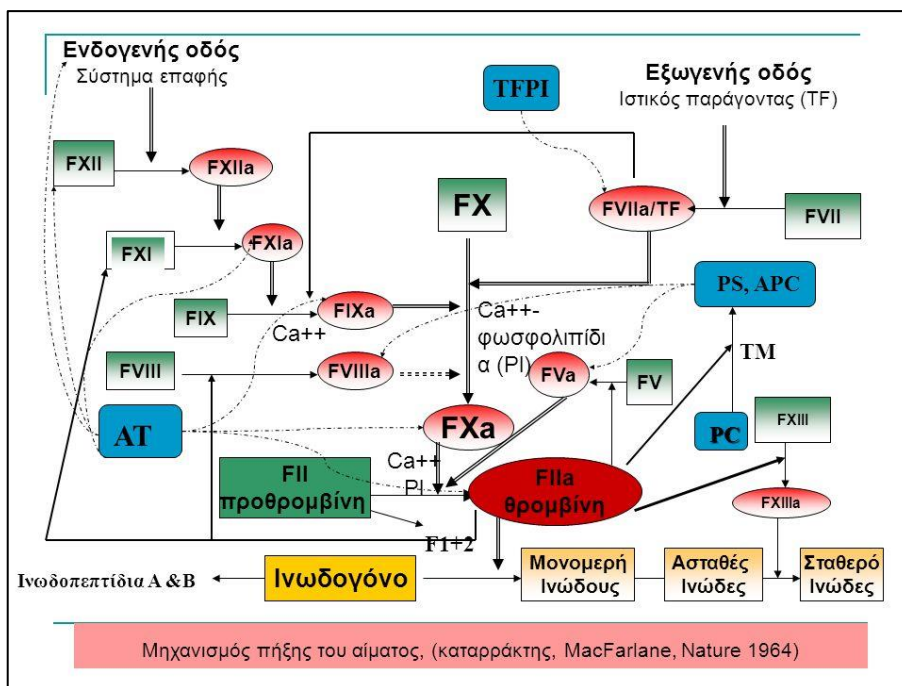 Ενδογενής οδός
Σύστημα επαφής
TFPI
Εξωγενής οδός
Ιστικός παράγοντας (TF)
FXII
FXIIa
FX
FVIIa/TF
FVII
FXI
FXIa
PS, APC
FIX
Ca++
FIXa
Ca++-
φωσφολιπίδι
α (Pl)
TM
FVIII
FVIIIa
FVa
FV
AT
FXa
PC
FXIII
FII
προθρομβίνη
Ca++
Pl
FIIa
θρομβίνη
FXIIIa
F1+2
Ινωδοπεπτίδια Α &Β
Ινωδογόνο
Μονομερή
Ινώδους
Ασταθές
Ινώδες
Σταθερό
Ινώδες
Μηχανισμός πήξης του αίματος, (καταρράκτης, MacFarlane, Nature 1964)